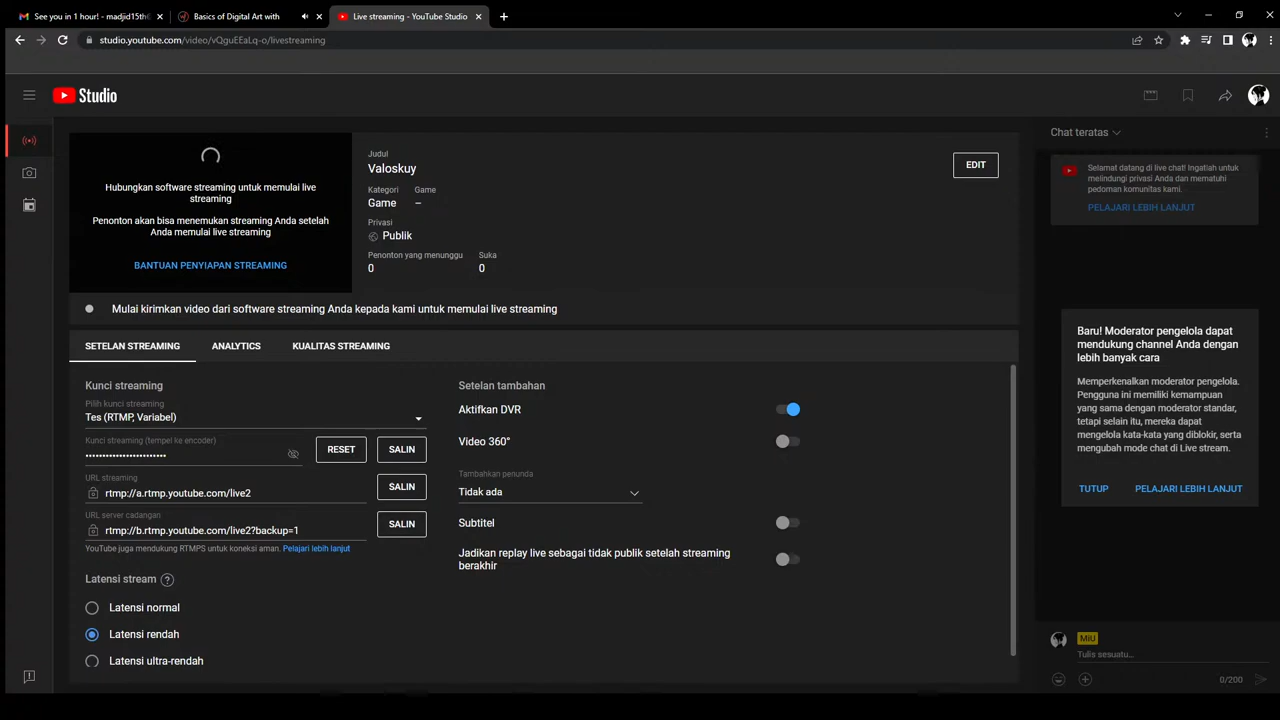 See you in 1 hour! - madjid15th6
Basics of Digital Art with
Live streaming - YouTube Studio
studio.youtube.com/video/vQguEEaLq-o/livestreaming
Studio
Hubungkan software streaming untuk memulai live
streaming
Penonton akan bisa menemukan streaming Anda setelah
Anda memulai live streaming
BANTUAN PENYIAPAN STREAMING
Judul
Valoskuy
EDIT
Kategori Game
Game –
Privasi
Publik
Penonton yang menunggu Suka
0 0
Mulai kirimkan video dari software streaming Anda kepada kami untuk memulai live streaming
SETELAN STREAMING ANALYTICS KUALITAS STREAMING
Kunci streaming
Pilih kunci streaming
Tes (RTMP, Variabel)
Kunci streaming (tempel ke encoder)
••••••••••••••••••••••••
RESET SALIN
URL streaming
rtmp://a.rtmp.youtube.com/live2
SALIN
URL server cadangan
rtmp://b.rtmp.youtube.com/live2?backup=1
SALIN
YouTube juga mendukung RTMPS untuk koneksi aman. Pelajari lebih lanjut
Latensi stream ?
Latensi normal
Latensi rendah
Latensi ultra-rendah
Setelan tambahan
Aktifkan DVR
Video 360°
Tambahkan penunda
Tidak ada
Subtitel
Jadikan replay live sebagai tidak publik setelah streaming
berakhir
Chat teratas
Selamat datang di live chat! Ingatlah untuk
melindungi privasi Anda dan mematuhi
pedoman komunitas kami.
PELAJARI LEBIH LANJUT
Baru! Moderator pengelola dapat
mendukung channel Anda dengan
lebih banyak cara
Memperkenalkan moderator pengelola.
Pengguna ini memiliki kemampuan
yang sama dengan moderator standar,
tetapi selain itu, mereka dapat
mengelola kata-kata yang diblokir, serta
mengubah mode chat di Live stream.
TUTUP PELAJARI LEBIH LANJUT
MiU
Tulis sesuatu...
0/200